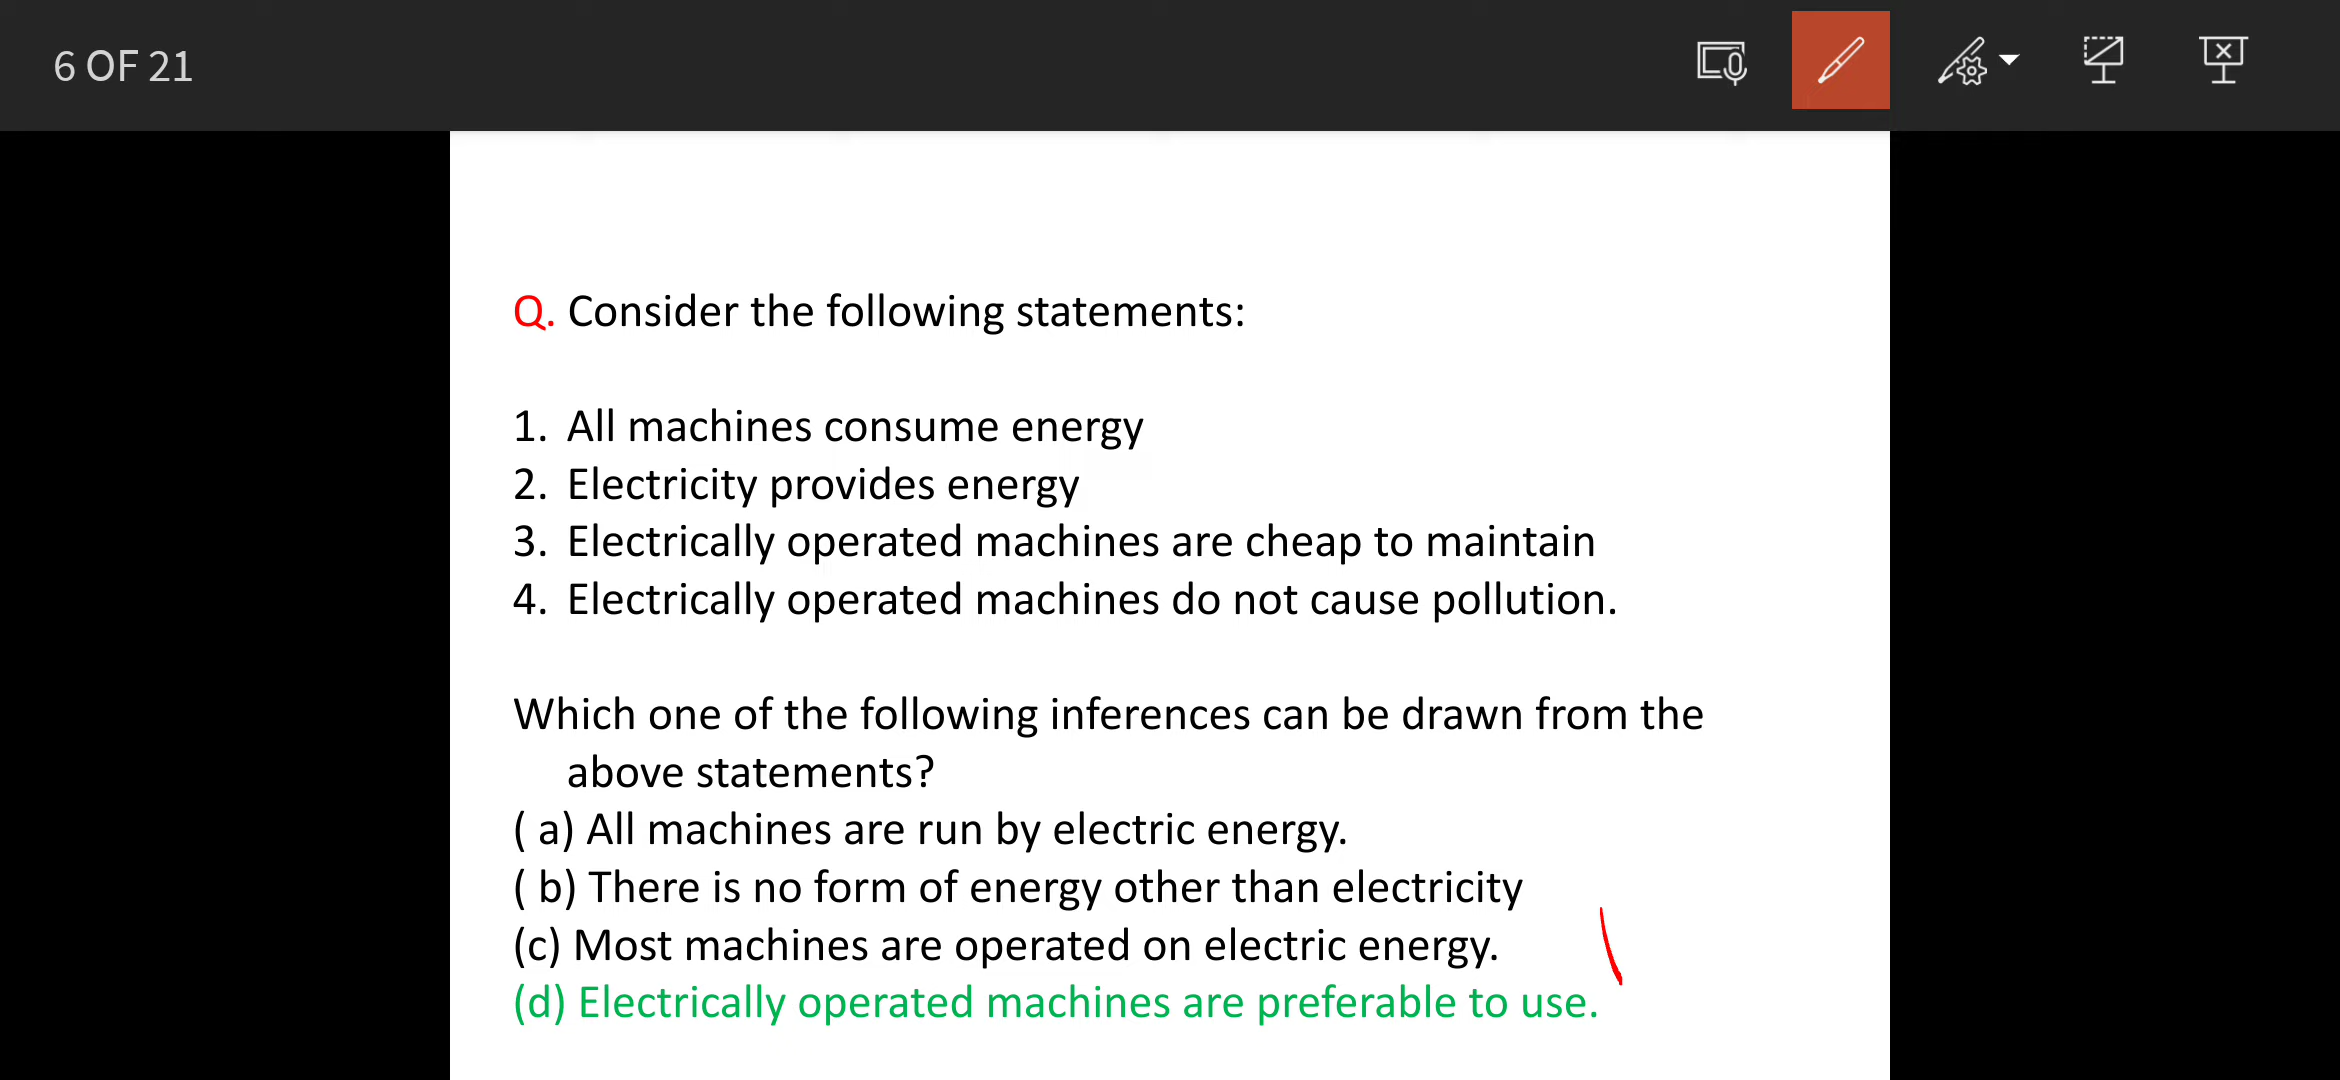 6 OF 21
Q. Consider the following statements:
1. All machines consume energy
2. Electricity provides energy
3. Electrically operated machines are cheap to maintain
4. Electrically operated machines do not cause pollution.
Which one of the following inferences can be drawn from the
above statements?
( a) All machines are run by electric energy.
( b) There is no form of energy other than electricity
(c) Most machines are operated on electric energy.
(d) Electrically operated machines are preferable to use.